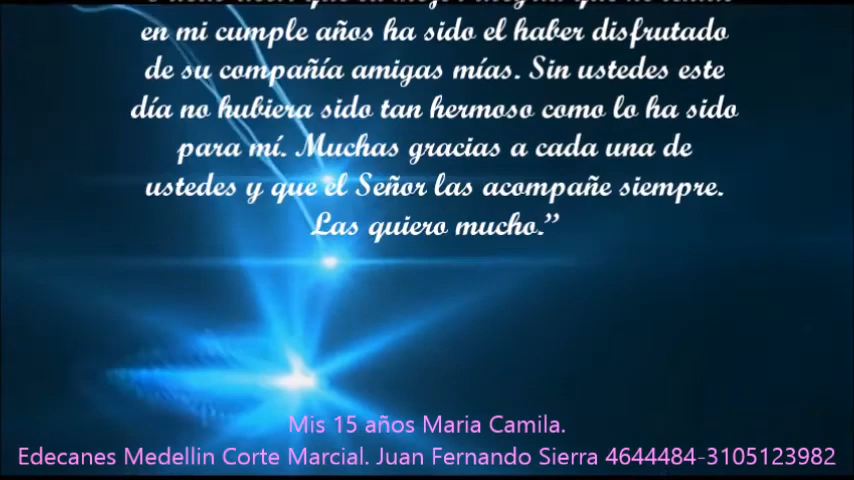 en mi cumple años ha sido el haber disfrutado
de su compañía amigas mías. Sin ustedes este
día no hubiera sido tan hermoso como lo ha sido
para mí. Muchas gracias a cada una de
ustedes y que el Señor las acompañe siempre.
Las quiero mucho.”
Mis 15 años Maria Camila.
Edecanes Medellin Corte Marcial. Juan Fernando Sierra 4644484-3105123982